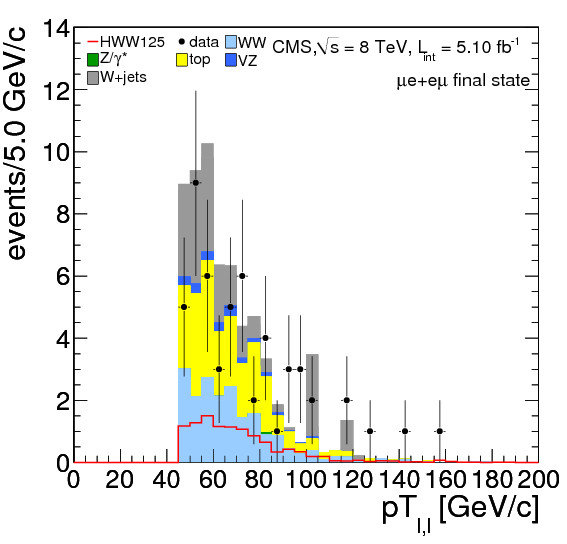 14
HWW125 data WW CMS,√s = 8 TeV, L_int = 5.10 fb⁻¹
Z/γ* top VZ
W+jets μe+eμ final state
12
10
8
6
4
2
0
events/5.0 GeV/c
0 20 40 60 80 100 120 140 160 180 200
pT_l,l [GeV/c]